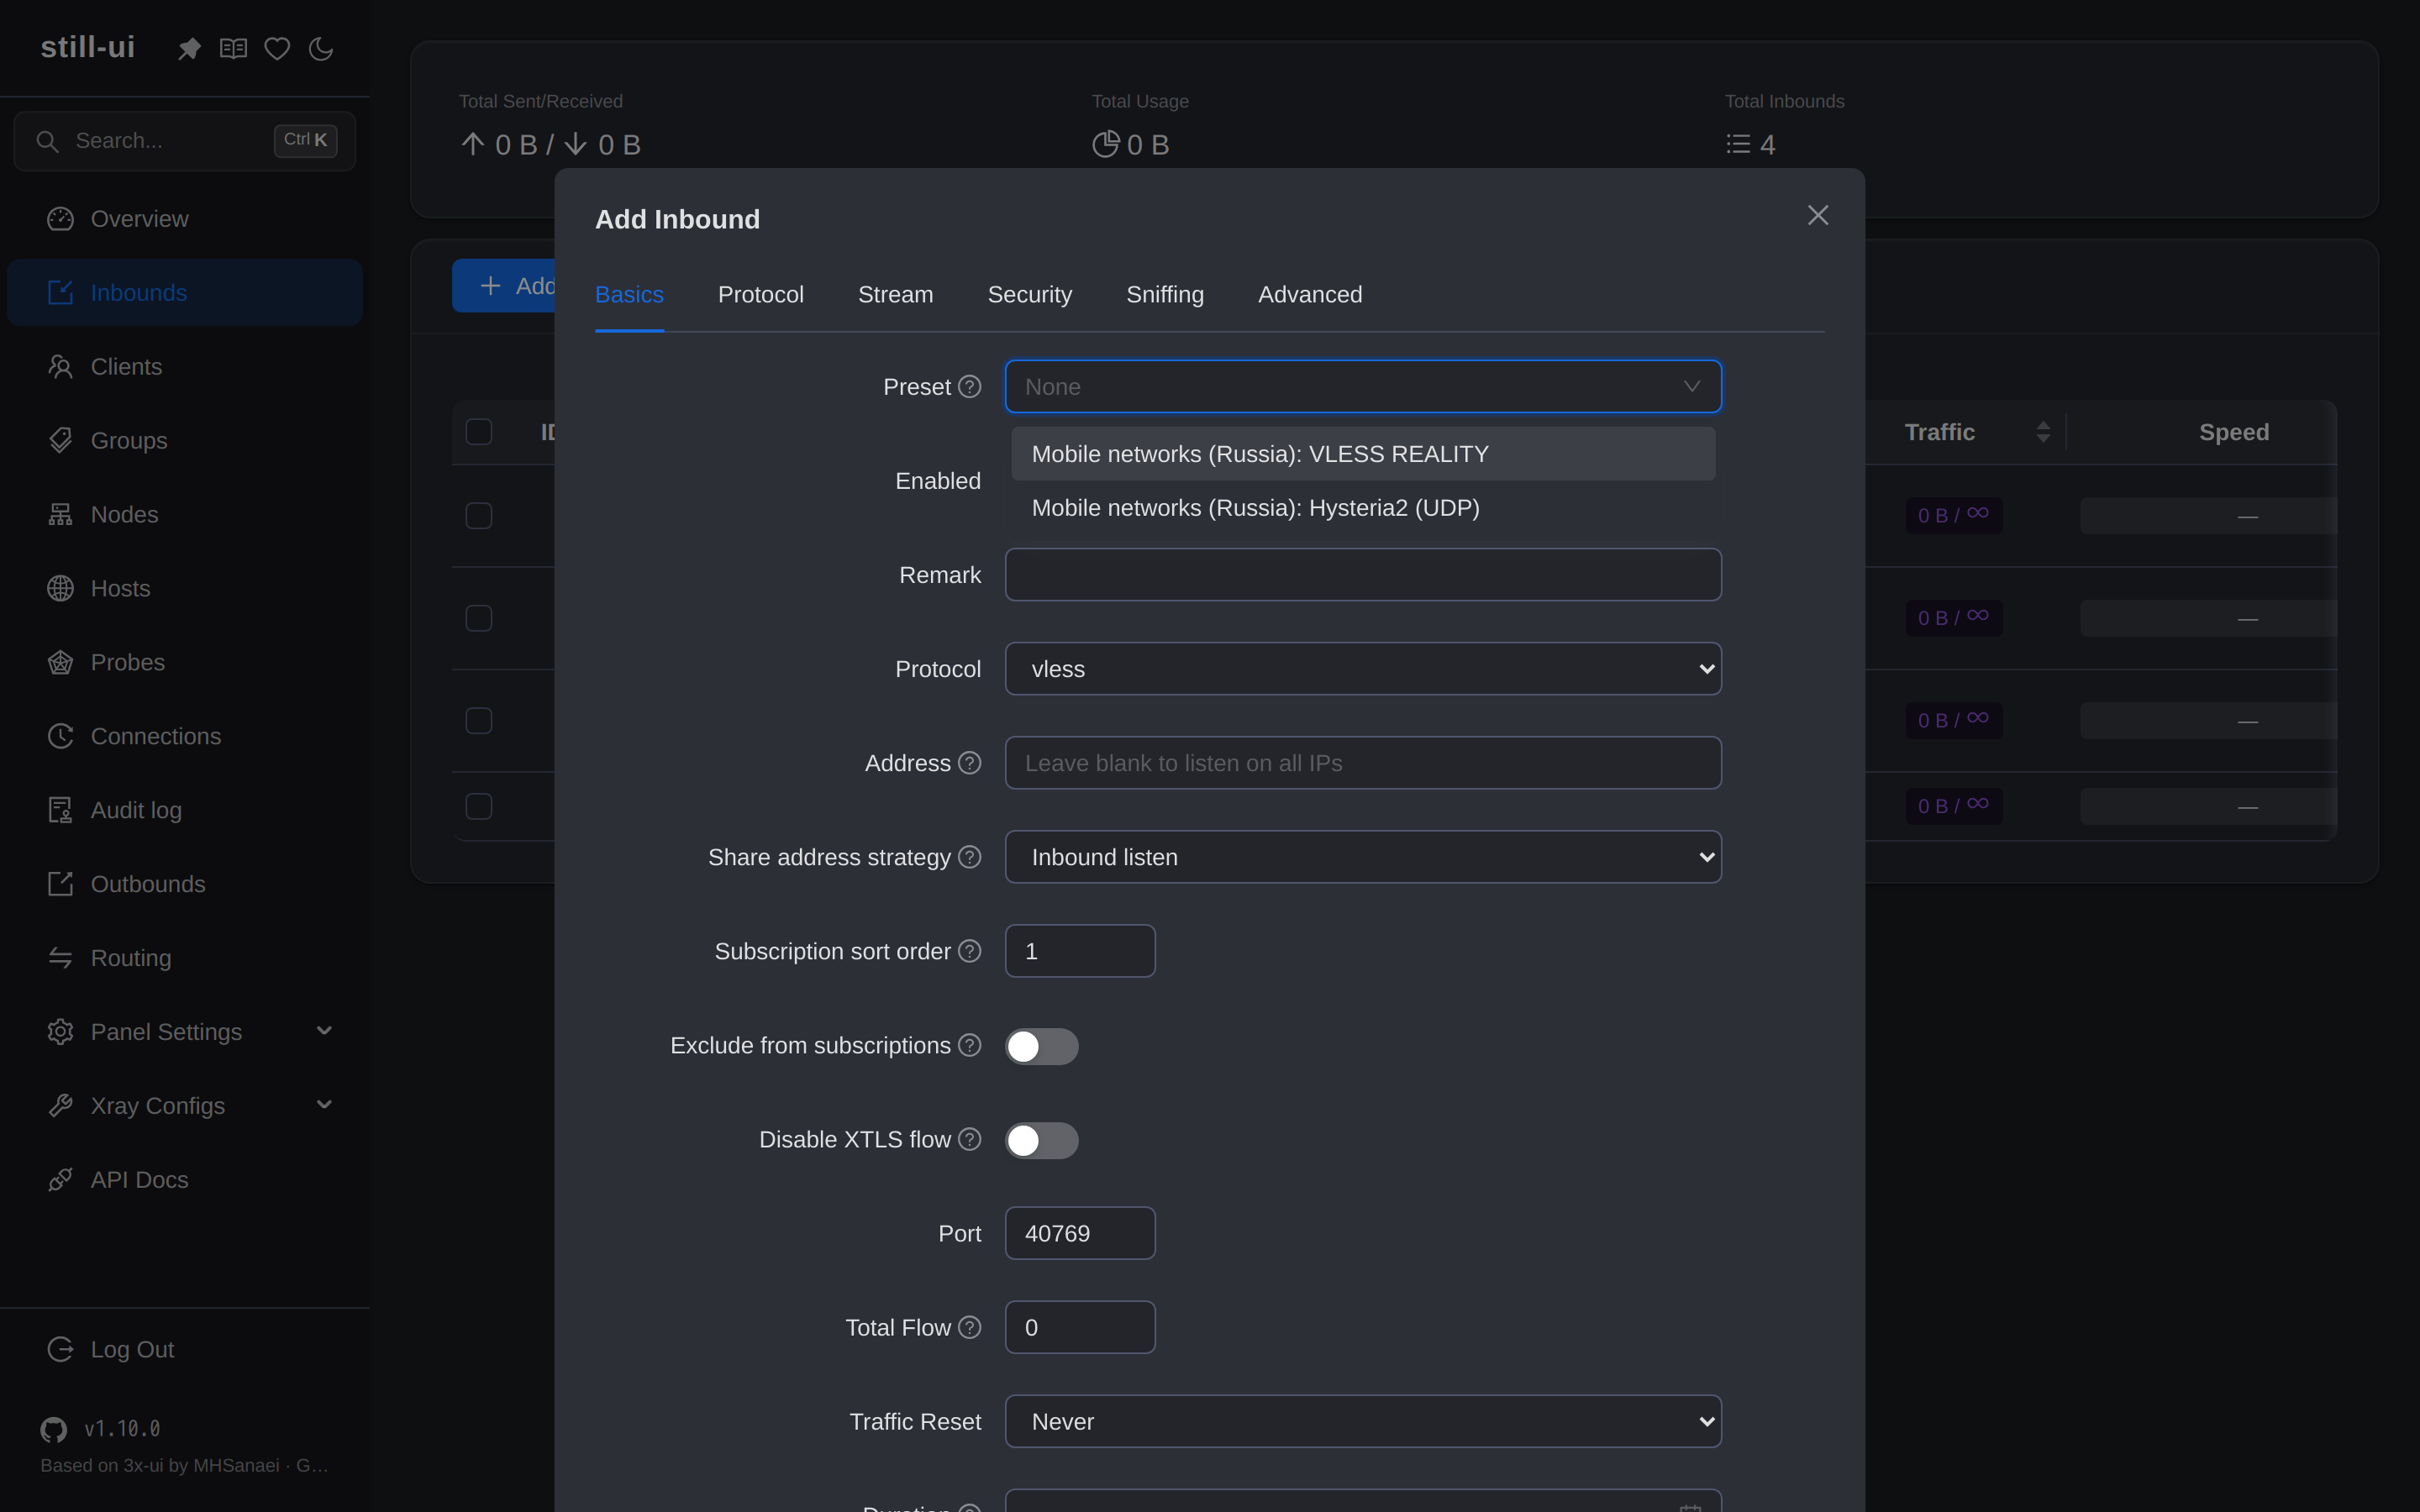 still-ui
Search...
Ctrl K
Overview
Inbounds
Clients
Groups
Nodes
Hosts
Probes
Connections
Audit log
Outbounds
Routing
Panel Settings
Xray Configs
API Docs
Log Out
v1.10.0
Based on 3x-ui by MHSanaei · G…
Total Sent/Received
0 B / 0 B
Total Usage
0 B
Total Inbounds
4
Add
ID
Traffic
Speed
0 B / ∞
—
0 B / ∞
—
0 B / ∞
—
0 B / ∞
—
Add Inbound
Basics Protocol Stream Security Sniffing Advanced
Preset
None
Mobile networks (Russia): VLESS REALITY
Enabled
Mobile networks (Russia): Hysteria2 (UDP)
Remark
Protocol
vless
Address
Leave blank to listen on all IPs
Share address strategy
Inbound listen
Subscription sort order
1
Exclude from subscriptions
Disable XTLS flow
Port
40769
Total Flow
0
Traffic Reset
Never
Duration